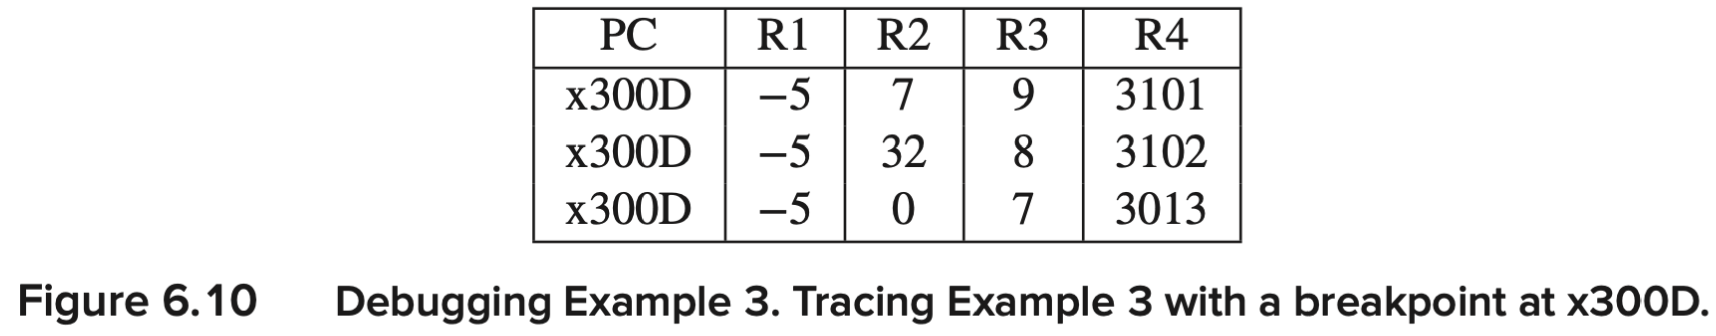 PC R1 R2 R3 R4
x300D −5 7 9 3101
x300D −5 32 8 3102
x300D −5 0 7 3013
Figure 6.10 Debugging Example 3. Tracing Example 3 with a breakpoint at x300D.